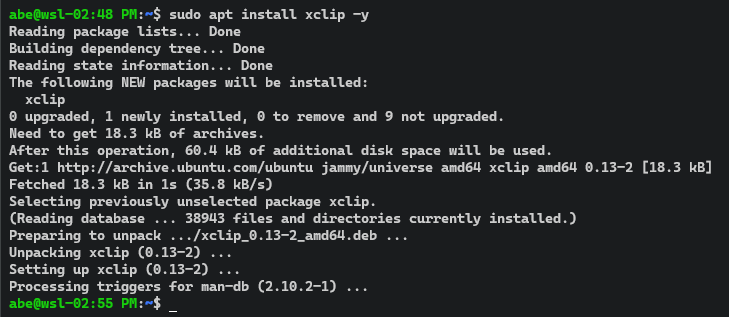 abe@wsl-02:48 PM:~$ sudo apt install xclip -y
Reading package lists... Done
Building dependency tree... Done
Reading state information... Done
The following NEW packages will be installed:
  xclip
0 upgraded, 1 newly installed, 0 to remove and 9 not upgraded.
Need to get 18.3 kB of archives.
After this operation, 60.4 kB of additional disk space will be used.
Get:1 http://archive.ubuntu.com/ubuntu jammy/universe amd64 xclip amd64 0.13-2 [18.3 kB]
Fetched 18.3 kB in 1s (35.8 kB/s)
Selecting previously unselected package xclip.
(Reading database ... 38943 files and directories currently installed.)
Preparing to unpack .../xclip_0.13-2_amd64.deb ...
Unpacking xclip (0.13-2) ...
Setting up xclip (0.13-2) ...
Processing triggers for man-db (2.10.2-1) ...
abe@wsl-02:55 PM:~$ _